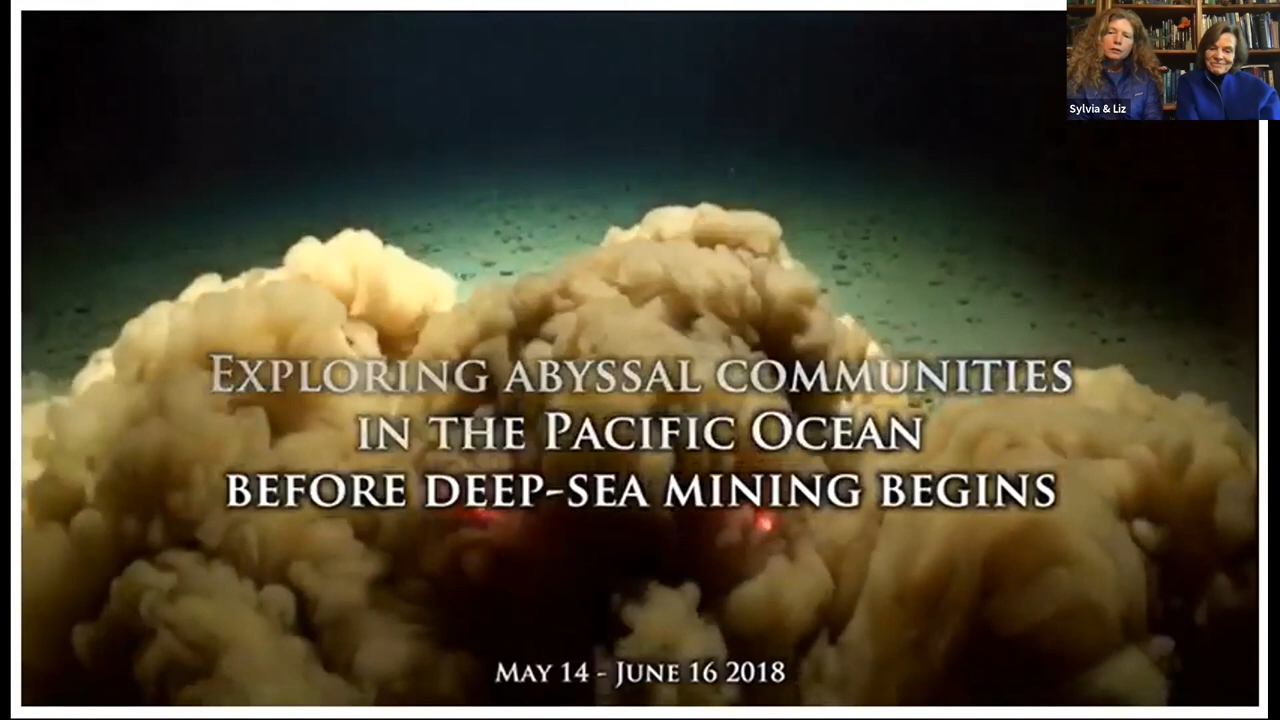 Sylvia & Liz
Exploring abyssal communities
in the Pacific Ocean
before deep-sea mining begins
May 14 - June 16 2018